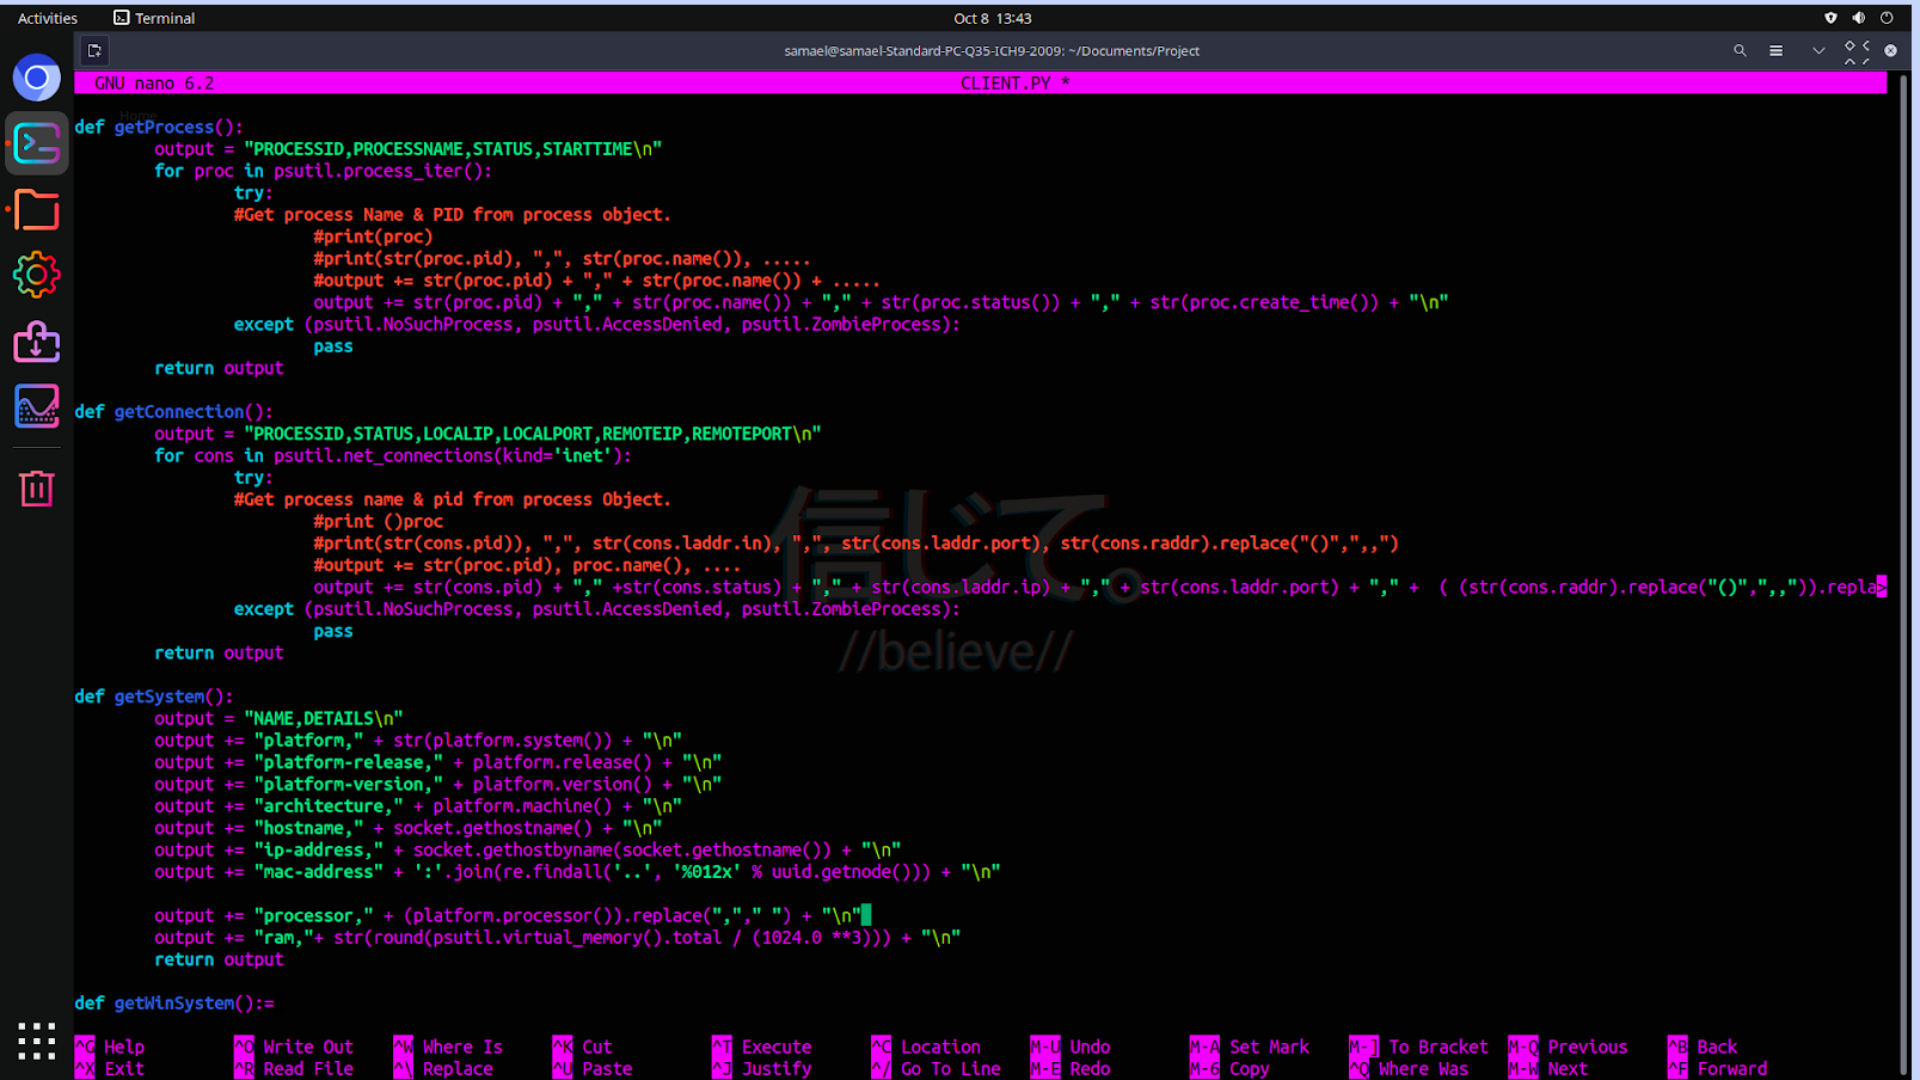 Activities Terminal Oct 8 13:43
samael@samael-Standard-PC-Q35-ICH9-2009: ~/Documents/Project
GNU nano 6.2 CLIENT.PY *
Home
def getProcess():
output = "PROCESSID,PROCESSNAME,STATUS,STARTTIME\n"
for proc in psutil.process_iter():
try:
#Get process Name & PID from process object.
#print(proc)
#print(str(proc.pid), ",", str(proc.name()), .....
#output += str(proc.pid) + "," + str(proc.name()) + .....
output += str(proc.pid) + "," + str(proc.name()) + "," + str(proc.status()) + "," + str(proc.create_time()) + "\n"
except (psutil.NoSuchProcess, psutil.AccessDenied, psutil.ZombieProcess):
pass
return output
def getConnection():
output = "PROCESSID,STATUS,LOCALIP,LOCALPORT,REMOTEIP,REMOTEPORT\n"
for cons in psutil.net_connections(kind='inet'):
try:
#Get process name & pid from process Object.
#print ()proc
#print(str(cons.pid)), ",", str(cons.laddr.in), ",", str(cons.laddr.port), str(cons.raddr).replace("()",",,")
#output += str(proc.pid), proc.name(), ....
output += str(cons.pid) + "," +str(cons.status) + "," + str(cons.laddr.ip) + "," + str(cons.laddr.port) + "," +  ( (str(cons.raddr).replace("()",",,")).repla>
except (psutil.NoSuchProcess, psutil.AccessDenied, psutil.ZombieProcess):
pass
return output
信じて。
//believe//
def getSystem():
output = "NAME,DETAILS\n"
output += "platform," + str(platform.system()) + "\n"
output += "platform-release," + platform.release() + "\n"
output += "platform-version," + platform.version() + "\n"
output += "architecture," + platform.machine() + "\n"
output += "hostname," + socket.gethostname() + "\n"
output += "ip-address," + socket.gethostbyname(socket.gethostname()) + "\n"
output += "mac-address" + ':'.join(re.findall('..', '%012x' % uuid.getnode())) + "\n"
output += "processor," + (platform.processor()).replace(","," ") + "\n"
output += "ram,"+ str(round(psutil.virtual_memory().total / (1024.0 **3))) + "\n"
return output
def getWinSystem():=
^G Help ^O Write Out ^W Where Is ^K Cut ^T Execute ^C Location M-U Undo M-A Set Mark M-] To Bracket M-Q Previous ^B Back
^X Exit ^R Read File ^\ Replace ^U Paste ^J Justify ^/ Go To Line M-E Redo M-6 Copy ^Q Where Was M-W Next ^F Forward